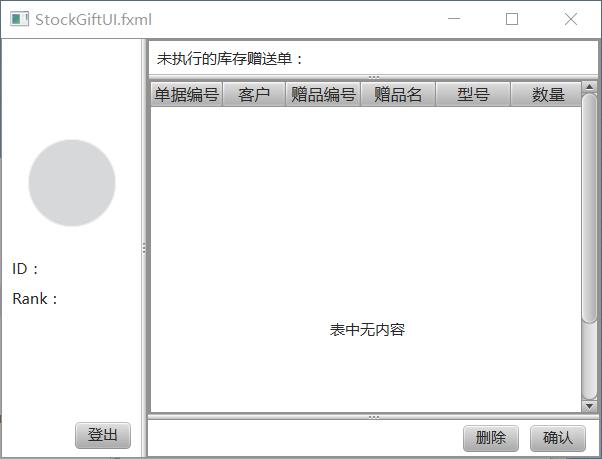 StockGiftUI.fxml
未执行的库存赠送单：
单据编号 客户 赠品编号 赠品名 型号 数量
ID：
Rank：
表中无内容
登出 删除 确认